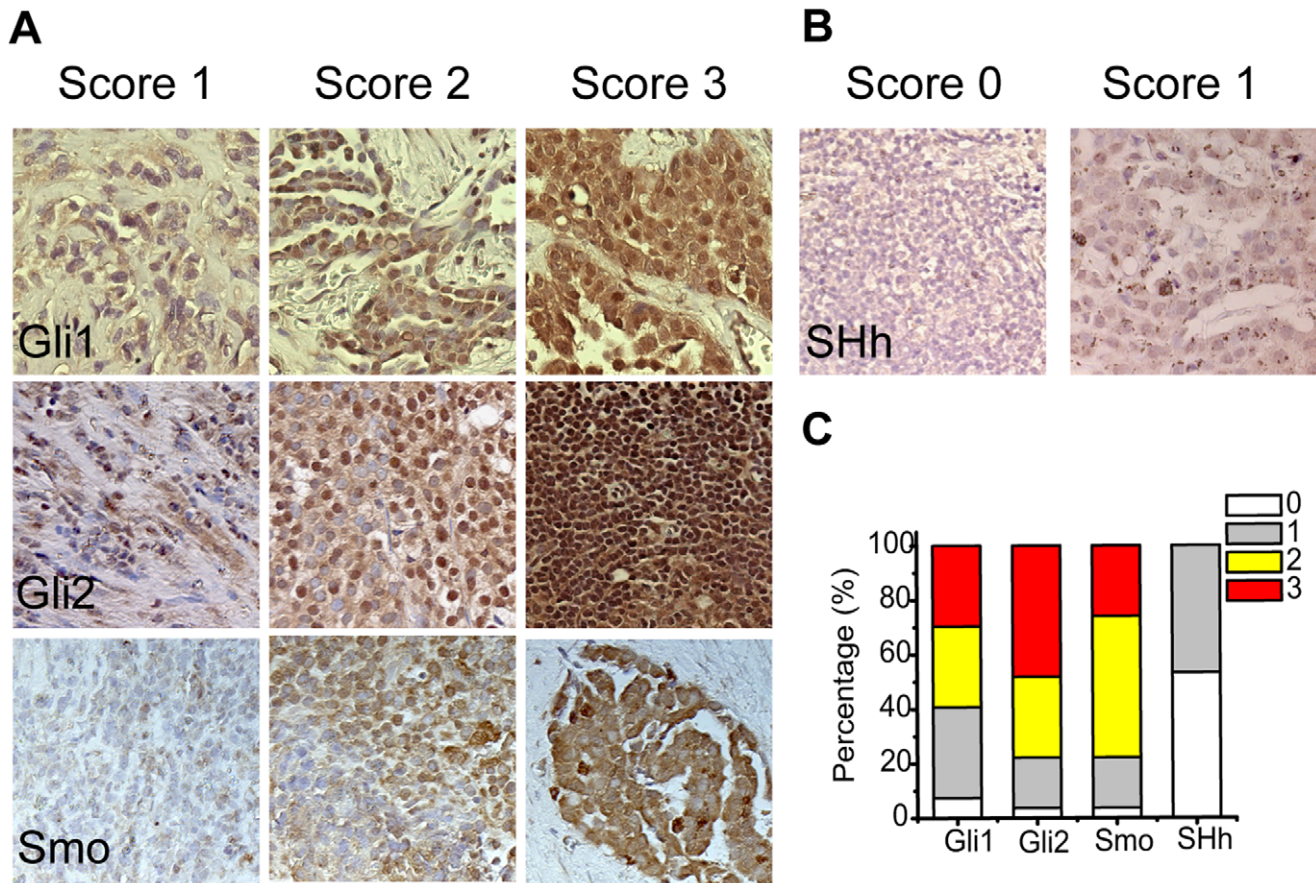 A
Score 1 Score 2 Score 3
Gli1
Gli2
Smo
B
Score 0 Score 1
SHh
C
0
1
2
3
Percentage (%)
100
80
60
40
20
0
Gli1 Gli2 Smo SHh